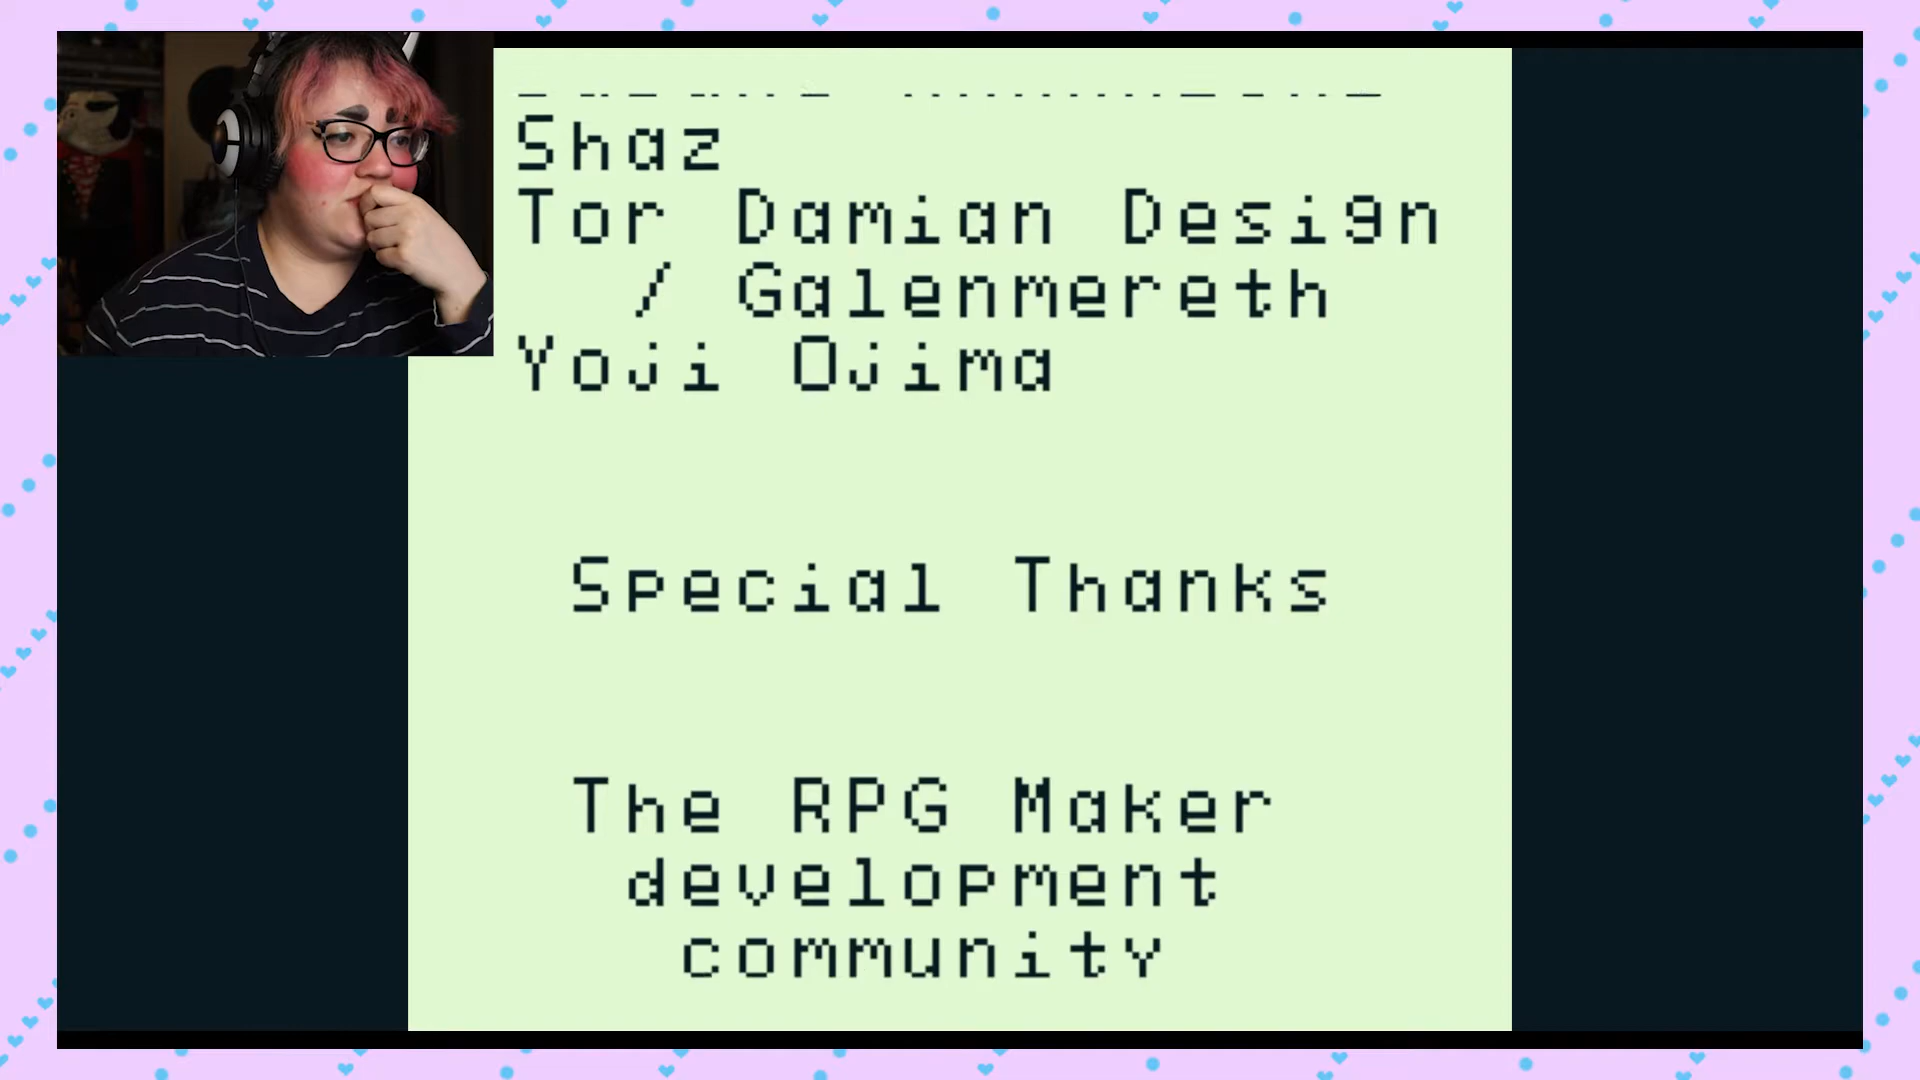 Shaz
Tor Damian Design
/ Galenmereth
Yoji Ojima
Special Thanks
The RPG Maker
development
community